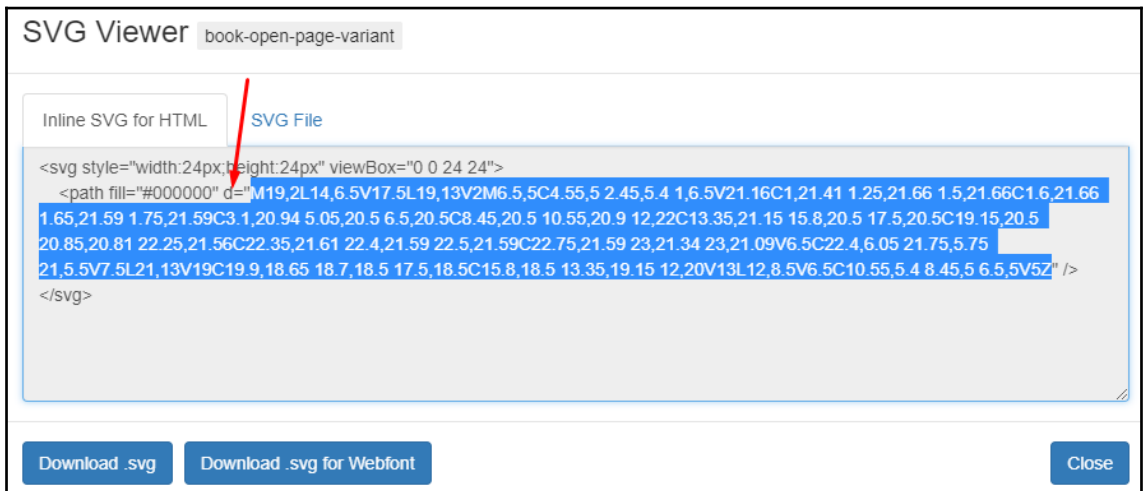 SVG Viewer book-open-page-variant
Inline SVG for HTML SVG File
<svg style="width:24px;height:24px" viewBox="0 0 24 24">
<path fill="#000000" d="M19,2L14,6.5V17.5L19,13V2M6.5,5C4.55,5 2.45,5.4 1,6.5V21.16C1,21.41 1.25,21.66 1.5,21.66C1.6,21.66
1.65,21.59 1.75,21.59C3.1,20.94 5.05,20.5 6.5,20.5C8.45,20.5 10.55,20.9 12,22C13.35,21.15 15.8,20.5 17.5,20.5C19.15,20.5
20.85,20.81 22.25,21.56C22.35,21.61 22.4,21.59 22.5,21.59C22.75,21.59 23,21.34 23,21.09V6.5C22.4,6.05 21.75,5.75
21,5.5V7.5L21,13V19C19.9,18.65 18.7,18.5 17.5,18.5C15.8,18.5 13.35,19.15 12,20V13L12,8.5V6.5C10.55,5.4 8.45,5 6.5,5V5Z" />
</svg>
Download .svg Download .svg for Webfont Close